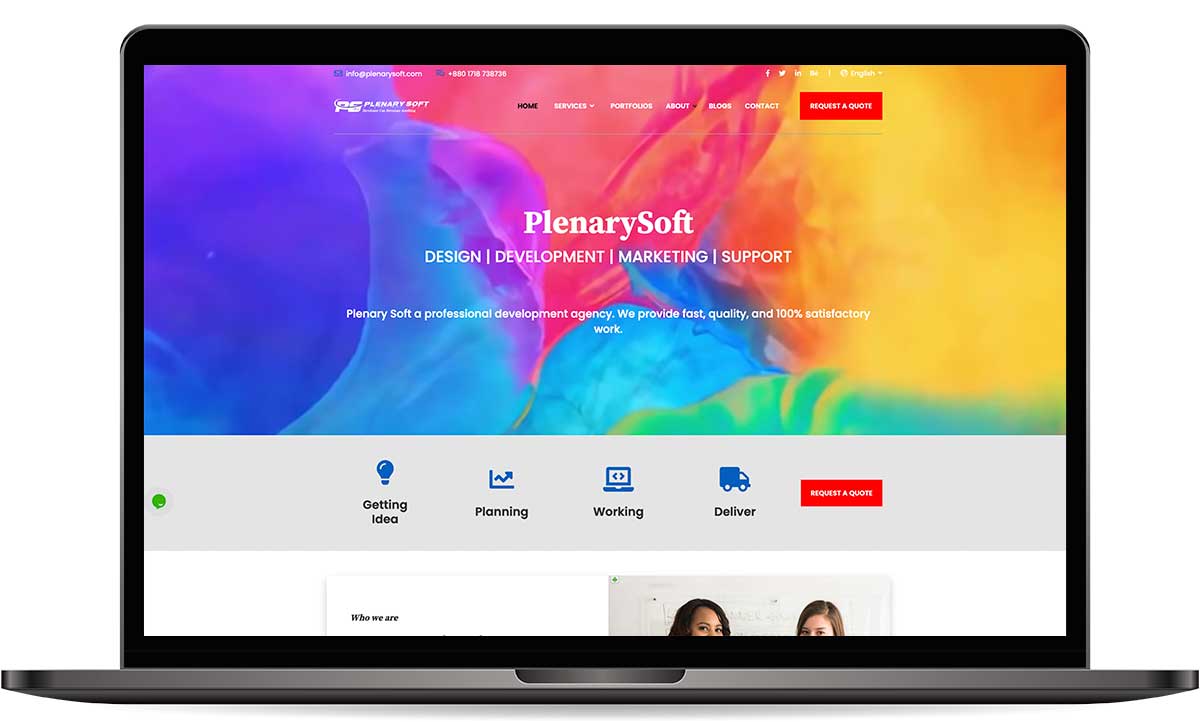 info@plenarysoft.com +880 1718 738736 English
PLENARY SOFT
HOME SERVICES PORTFOLIOS ABOUT BLOGS CONTACT REQUEST A QUOTE
PlenarySoft
DESIGN | DEVELOPMENT | MARKETING | SUPPORT
Plenary Soft a professional development agency. We provide fast, quality, and 100% satisfactory
work.
Getting
Idea
Planning
Working
Deliver
REQUEST A QUOTE
Who we are